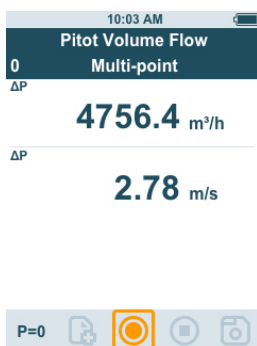 10:03 AM
Pitot Volume Flow
0 Multi-point
ΔP
4756.4 m³/h
ΔP
2.78 m/s
P=0